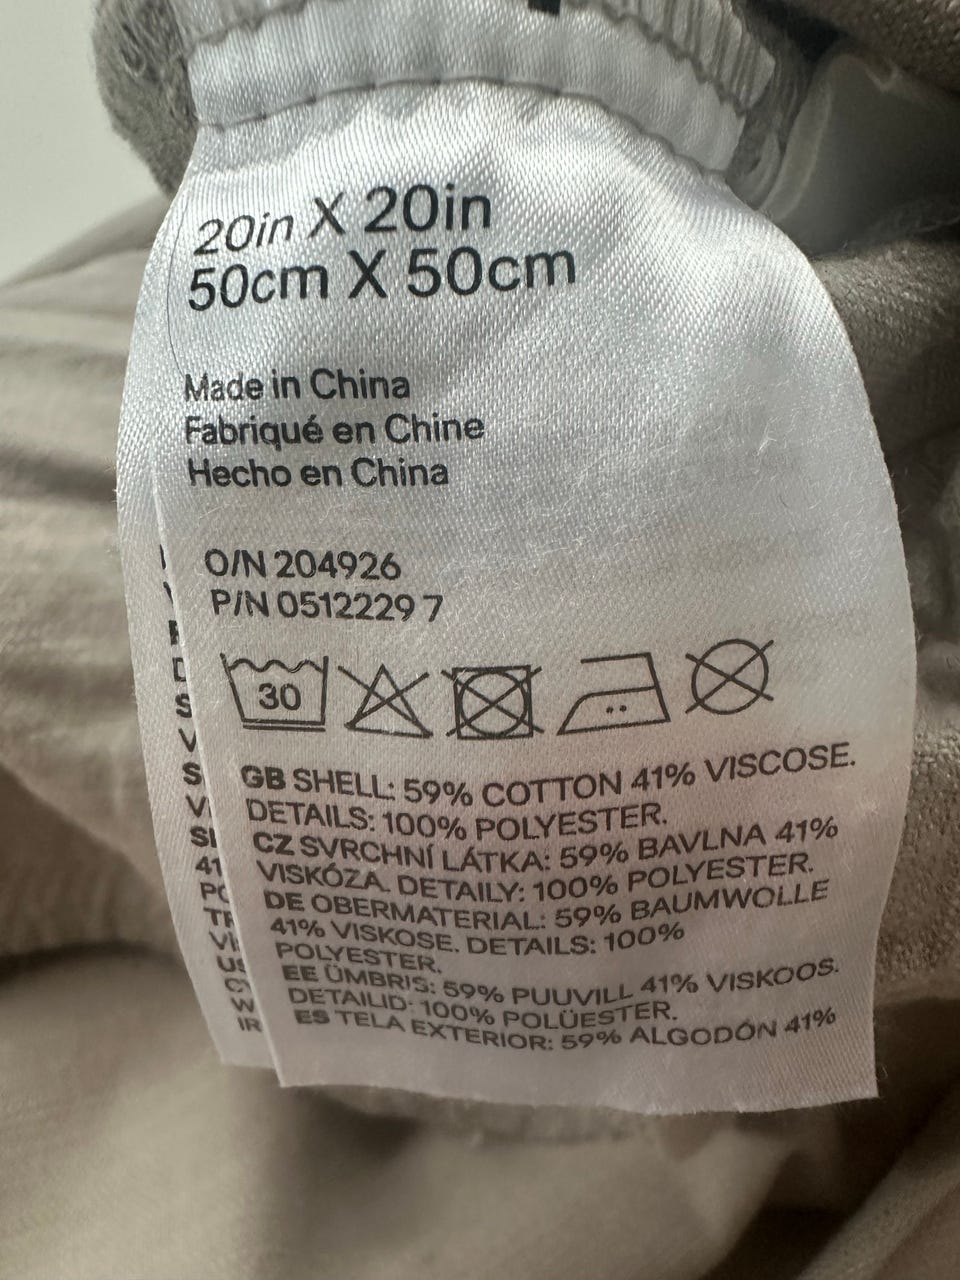 20in X 20in
50cm X 50cm
Made in China
Fabriqué en Chine
Hecho en China
O/N 204926
P/N 0512229 7
30
GB SHELL: 59% COTTON 41% VISCOSE.
DETAILS: 100% POLYESTER.
CZ SVRCHNÍ LÁTKA: 59% BAVLNA 41%
VISKÓZA. DETAILY: 100% POLYESTER.
DE OBERMATERIAL: 59% BAUMWOLLE
41% VISKOSE. DETAILS: 100%
POLYESTER.
EE ÜMBRIS: 59% PUUVILL 41% VISKOOS.
DETAILID: 100% POLÜESTER.
ES TELA EXTERIOR: 59% ALGODÓN 41%